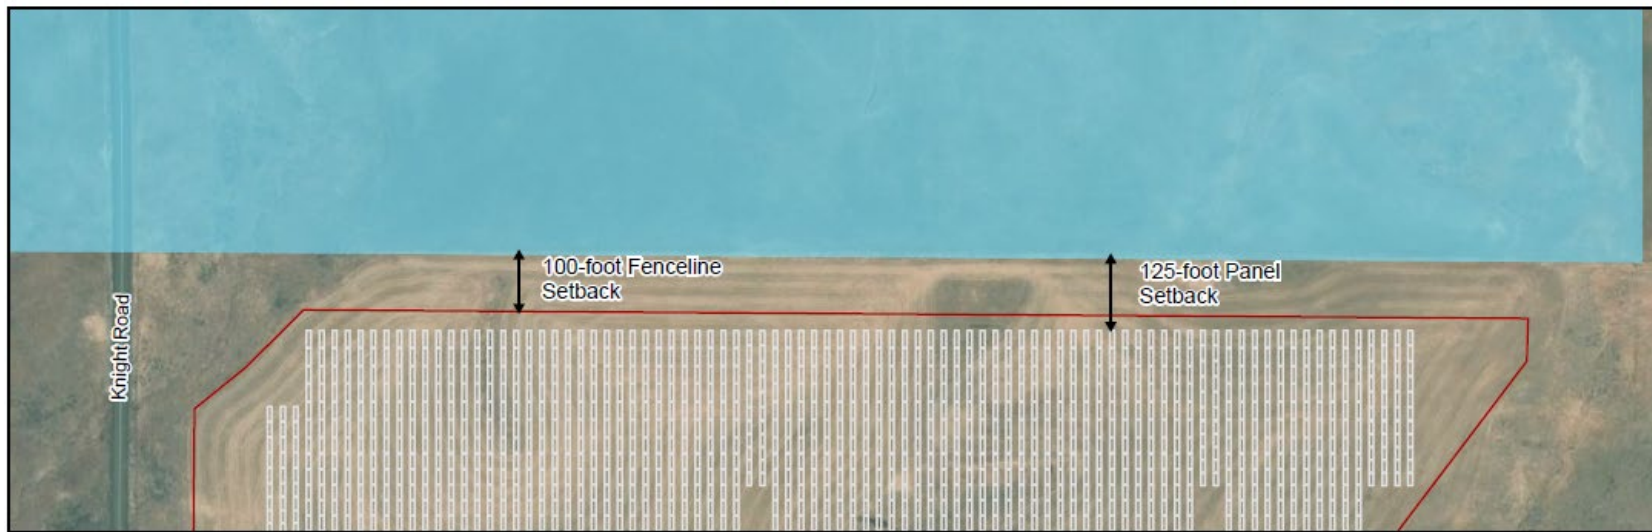 100-foot Fenceline
Setback
125-foot Panel
Setback
Knight Road